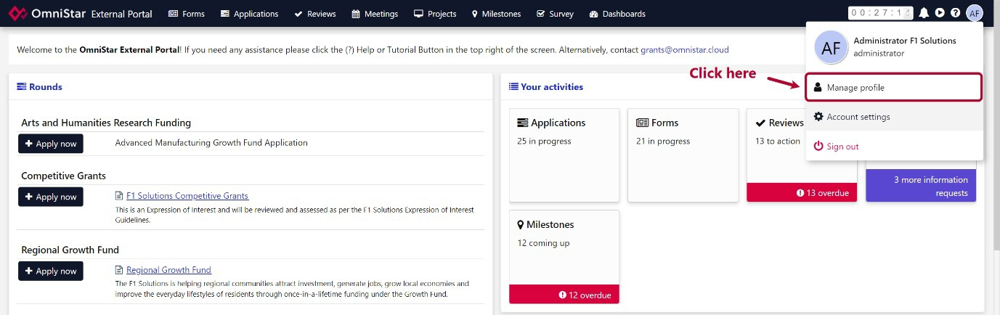 OmniStar External Portal Forms Applications Reviews Meetings Projects Milestones Survey Dashboards 00:27:14 AF
Welcome to the OmniStar External Portal! If you need any assistance please click the (?) Help or Tutorial Button in the top right of the screen. Alternatively, contact grants@omnistar.cloud
AF
Administrator F1 Solutions
administrator
Click here
Manage profile
Account settings
Sign out
Rounds
Arts and Humanities Research Funding
+ Apply now Advanced Manufacturing Growth Fund Application
Competitive Grants
+ Apply now F1 Solutions Competitive Grants
This is an Expression of Interest and will be reviewed and assessed as per the F1 Solutions Expression of Interest
Guidelines.
Regional Growth Fund
+ Apply now Regional Growth Fund
The F1 Solutions is helping regional communities attract investment, generate jobs, grow local economies and
improve the everyday lifestyles of residents through once-in-a-lifetime funding under the Growth Fund.
Your activities
Applications
25 in progress
Forms
21 in progress
Reviews
13 to action
13 overdue
3 more information
requests
Milestones
12 coming up
12 overdue